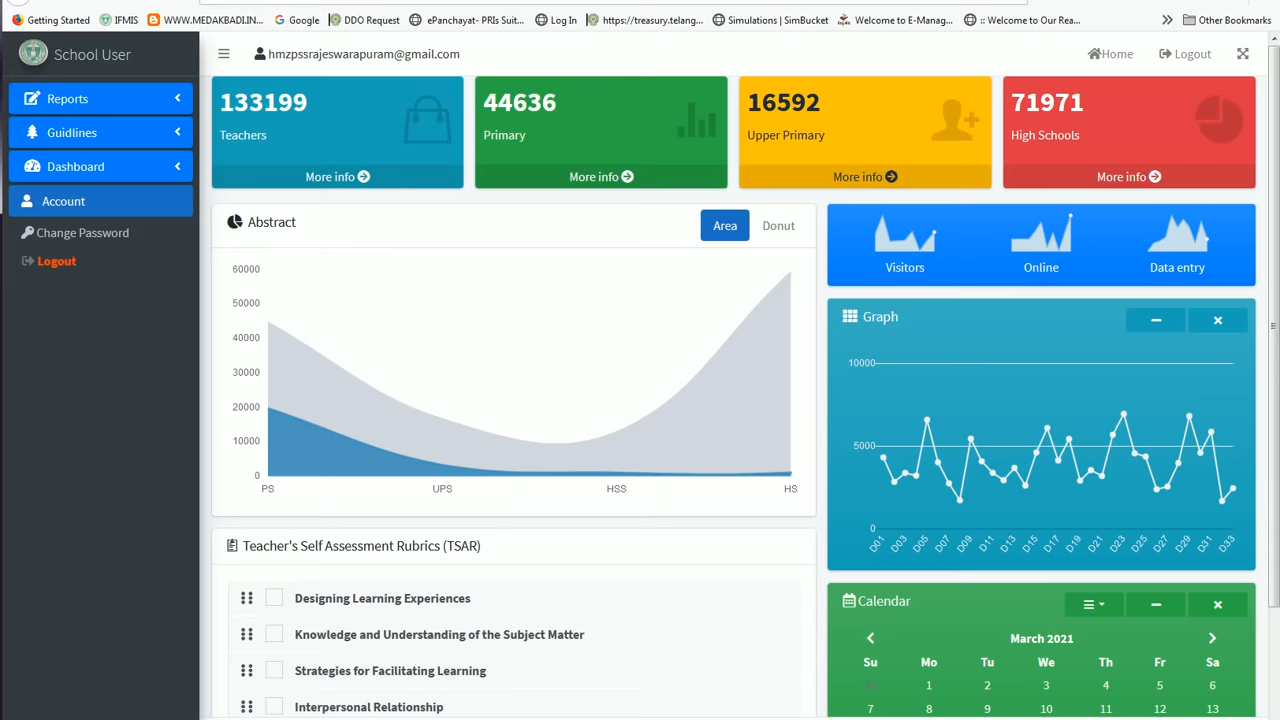 Getting Started IFMIS WWW.MEDAKBADI.IN... Google DDO Request ePanchayat- PRIs Suit... Log In https://treasury.telang... Simulations | SimBucket Welcome to E-Manag... :: Welcome to Our Rea... Other Bookmarks
School User
hmzpssrajeswarapuram@gmail.com
Home Logout
Reports
Guidlines
Dashboard
Account
Change Password
Logout
133199
Teachers
More info
44636
Primary
More info
16592
Upper Primary
More info
71971
High Schools
More info
Abstract
Area Donut
60000
50000
40000
30000
20000
10000
0
PS UPS HSS HS
Visitors Online Data entry
Graph
10000
5000
0
D01 D03 D05 D07 D09 D11 D13 D15 D17 D19 D21 D23 D25 D27 D29 D31 D33
Teacher's Self Assessment Rubrics (TSAR)
Designing Learning Experiences
Knowledge and Understanding of the Subject Matter
Strategies for Facilitating Learning
Interpersonal Relationship
Calendar
March 2021
Su Mo Tu We Th Fr Sa
1 2 3 4 5 6
7 8 9 10 11 12 13